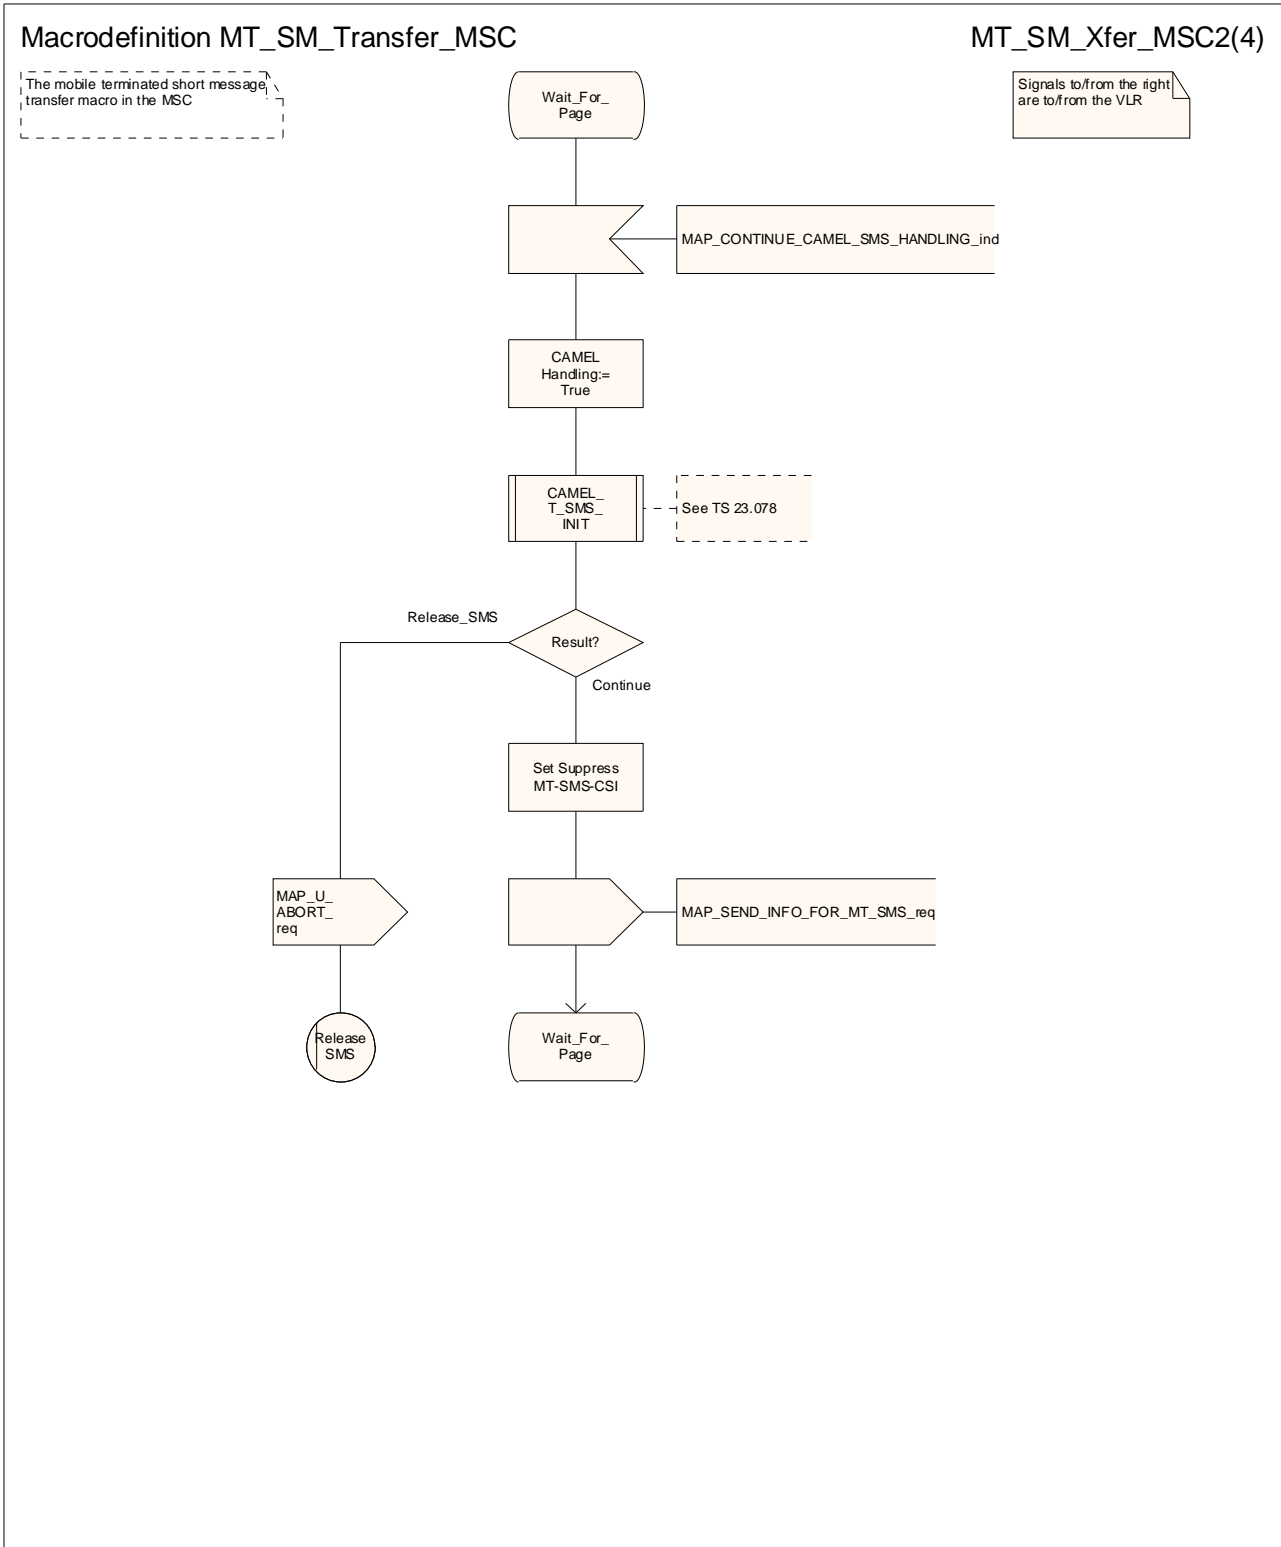 Macrodefinition MT_SM_Transfer_MSC
MT_SM_Xfer_MSC2(4)
The mobile terminated short message
transfer macro in the MSC
Wait_For_
Page
Signals to/from the right
are to/from the VLR
MAP_CONTINUE_CAMEL_SMS_HANDLING_ind
CAMEL
Handling:=
True
CAMEL_
T_SMS_
INIT
See TS 23.078
Release_SMS
Result?
Continue
Set Suppress
MT-SMS-CSI
MAP_U_
ABORT_
req
MAP_SEND_INFO_FOR_MT_SMS_req
Release
SMS
Wait_For_
Page